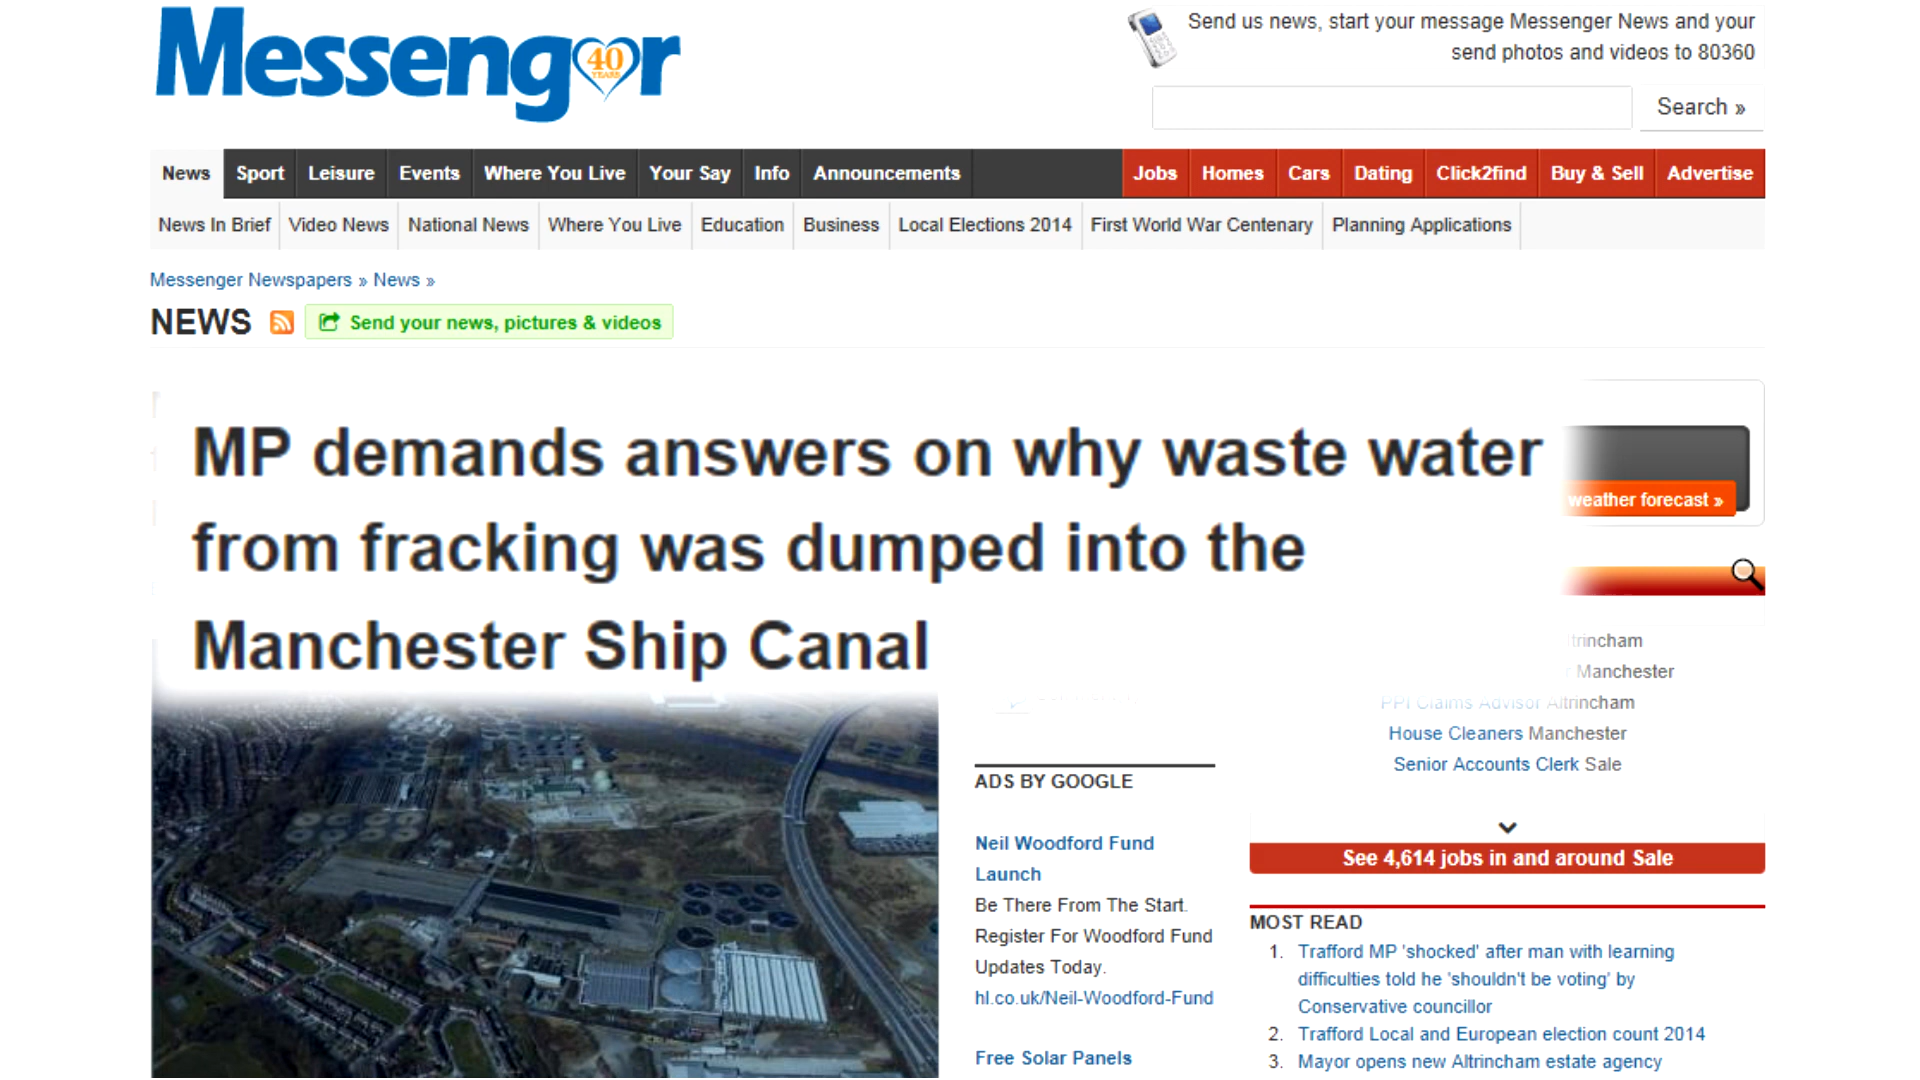 Messenger
40
YEARS
Send us news, start your message Messenger News and your
send photos and videos to 80360
Search »
News Sport Leisure Events Where You Live Your Say Info Announcements Jobs Homes Cars Dating Click2find Buy & Sell Advertise
News In Brief Video News National News Where You Live Education Business Local Elections 2014 First World War Centenary Planning Applications
Messenger Newspapers » News »
NEWS Send your news, pictures & videos
MP demands answers on why waste water
from fracking was dumped into the
Manchester Ship Canal
weather forecast »
trincham
Manchester
PPI Claims Advisor Altrincham
House Cleaners Manchester
Senior Accounts Clerk Sale
See 4,614 jobs in and around Sale
ADS BY GOOGLE
Neil Woodford Fund
Launch
Be There From The Start.
Register For Woodford Fund
Updates Today.
hl.co.uk/Neil-Woodford-Fund
Free Solar Panels
MOST READ
1. Trafford MP 'shocked' after man with learning
difficulties told he 'shouldn't be voting' by
Conservative councillor
2. Trafford Local and European election count 2014
3. Mayor opens new Altrincham estate agency